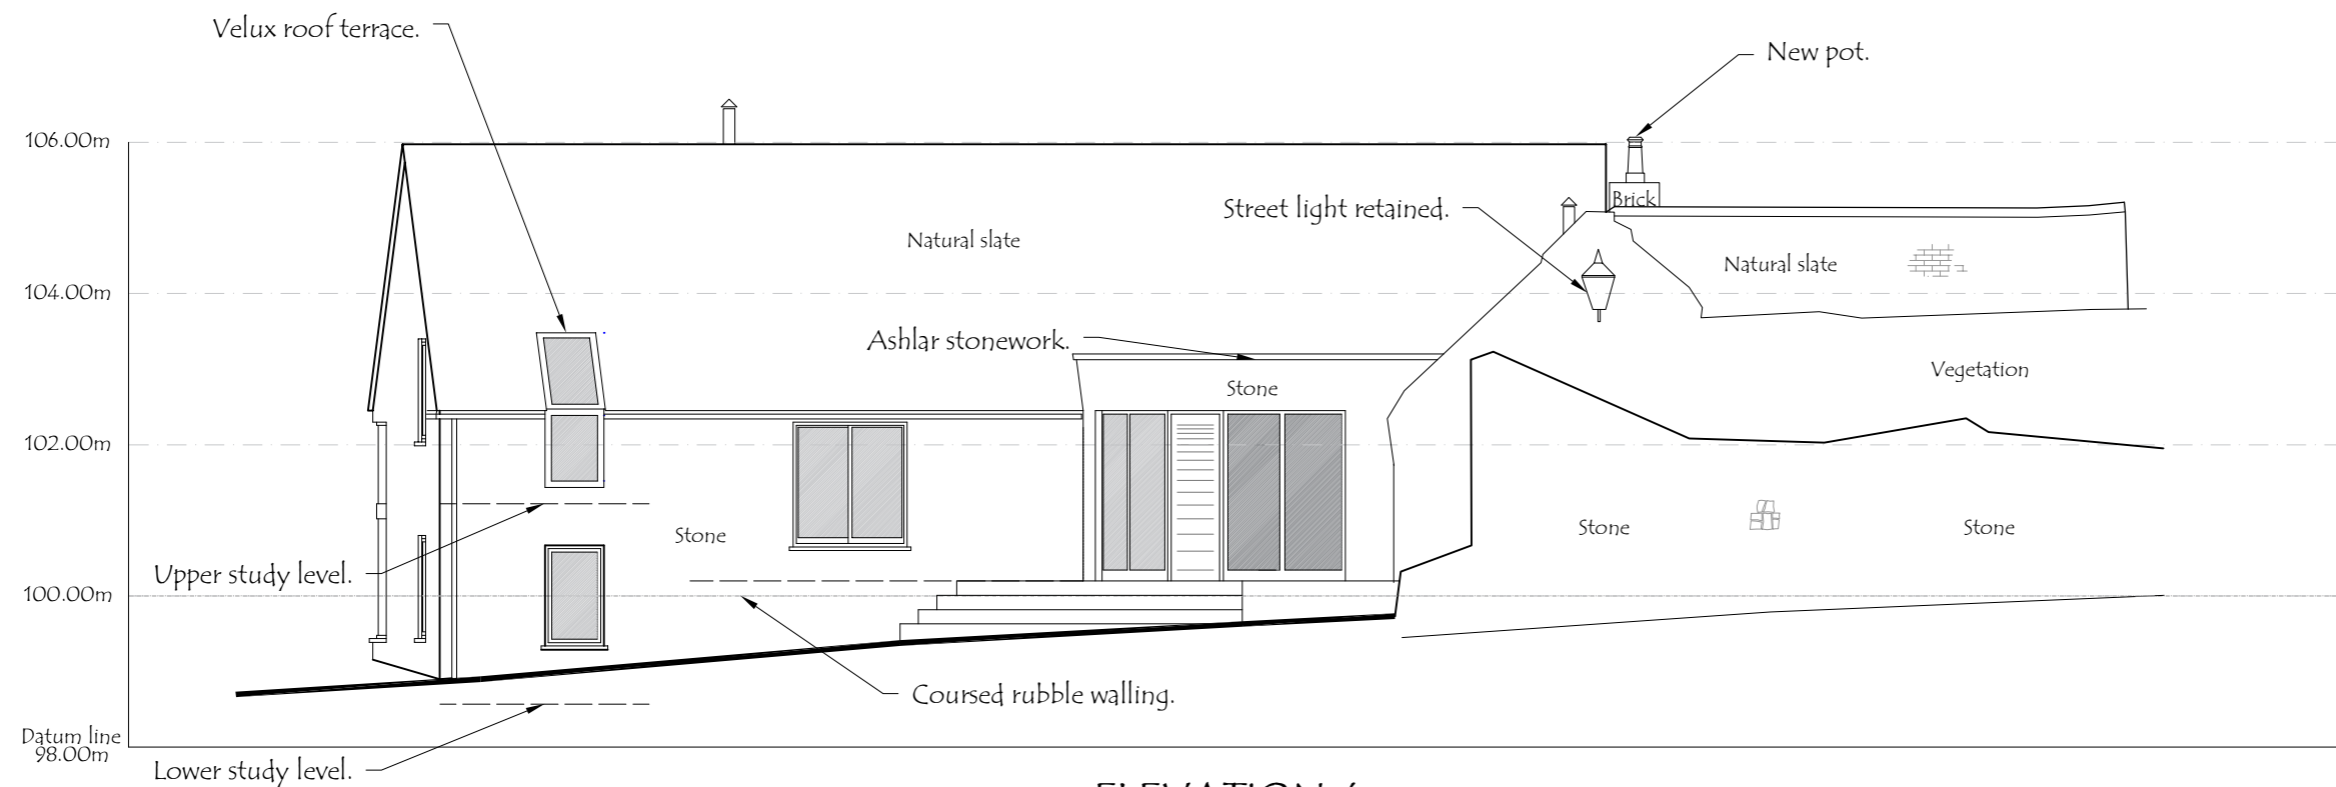 Velux roof terrace.
New pot.
106.00m
Brick
Street light retained.
Natural slate
Natural slate
104.00m
Ashlar stonework.
Vegetation
Stone
102.00m
Stone
Stone
Stone
Upper study level.
100.00m
Coursed rubble walling.
Datum line
98.00m
Lower study level.